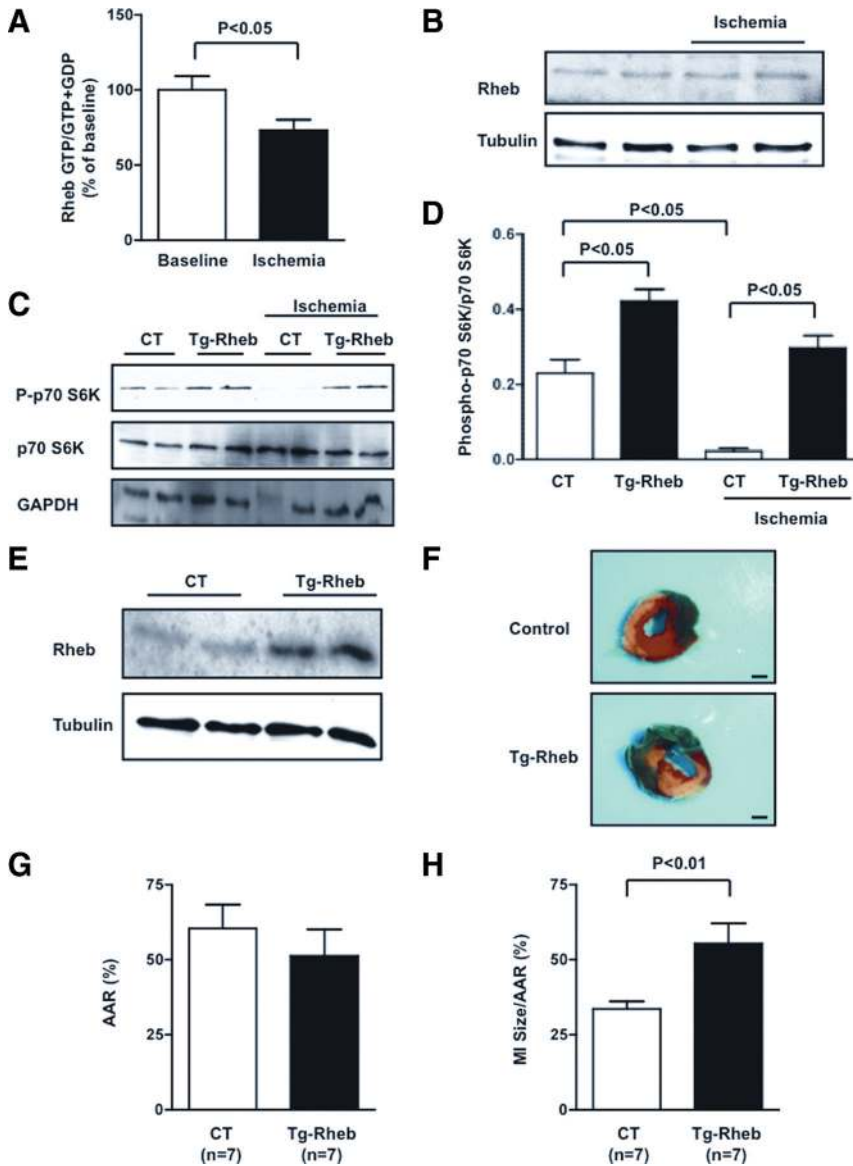 A
P<0.05
150
100
50
0
Rheb GTP/GTP+GDP
(% of baseline)
Baseline
Ischemia
B
Ischemia
Rheb
Tubulin
C
Ischemia
CT
Tg-Rheb
CT
Tg-Rheb
P-p70 S6K
p70 S6K
GAPDH
D
P<0.05
P<0.05
P<0.05
0.6
0.4
0.2
0.0
Phospho-p70 S6K/p70 S6K
CT
Tg-Rheb
CT
Tg-Rheb
Ischemia
E
CT
Tg-Rheb
Rheb
Tubulin
F
Control
Tg-Rheb
G
75
50
25
0
AAR (%)
CT
(n=7)
Tg-Rheb
(n=7)
H
P<0.01
75
50
25
0
MI Size/AAR (%)
CT
(n=7)
Tg-Rheb
(n=7)